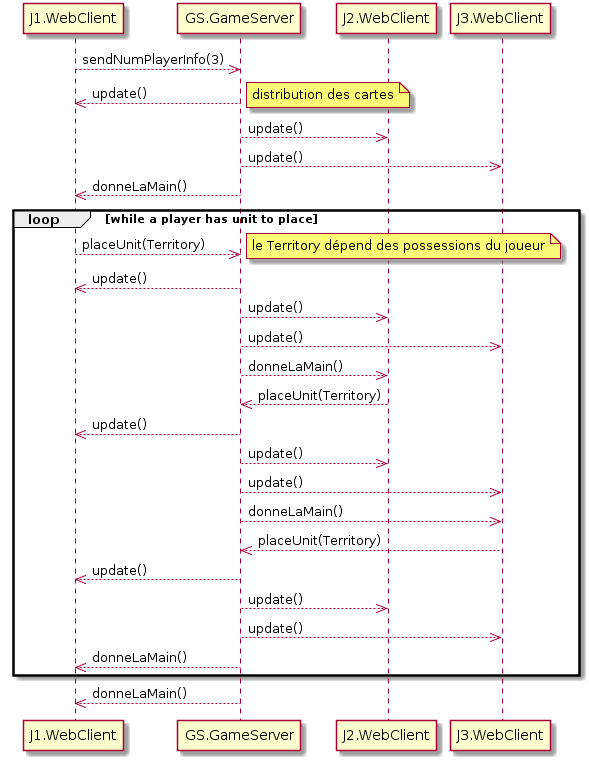 J1.WebClient GS.GameServer J2.WebClient J3.WebClient
sendNumPlayerInfo(3)
update() distribution des cartes
update()
update()
donneLaMain()
loop [while a player has unit to place]
placeUnit(Territory) le Territory dépend des possessions du joueur
update()
update()
update()
donneLaMain()
placeUnit(Territory)
update()
update()
update()
donneLaMain()
placeUnit(Territory)
update()
update()
update()
donneLaMain()
donneLaMain()
J1.WebClient GS.GameServer J2.WebClient J3.WebClient